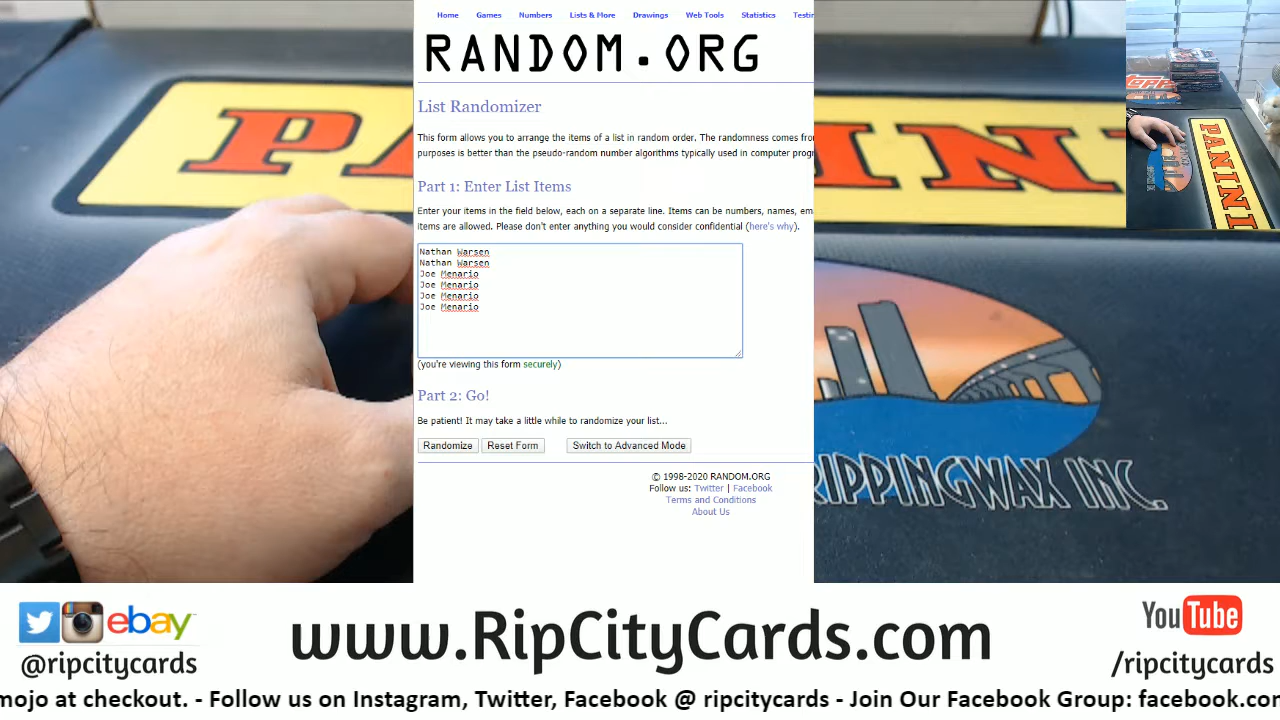 Home Games Numbers Lists & More Drawings Web Tools Statistics Testin
RANDOM.ORG
List Randomizer
This form allows you to arrange the items of a list in random order. The randomness comes from
purposes is better than the pseudo-random number algorithms typically used in computer prog
Part 1: Enter List Items
Enter your items in the field below, each on a separate line. Items can be numbers, names, em
items are allowed. Please don't enter anything you would consider confidential (here's why).
Nathan Warsen
Nathan Warsen
Joe Menario
Joe Menario
Joe Menario
Joe Menario
(you're viewing this form securely)
Part 2: Go!
Be patient! It may take a little while to randomize your list...
Randomize Reset Form Switch to Advanced Mode
© 1998-2020 RANDOM.ORG
Follow us: Twitter | Facebook
Terms and Conditions
About Us
PA
INI
PANINI
RIPPINGWAX INC.
ebay
@ripcitycards
www.RipCityCards.com
YouTube
/ripcitycards
mojo at checkout. - Follow us on Instagram, Twitter, Facebook @ ripcitycards - Join Our Facebook Group: facebook.com